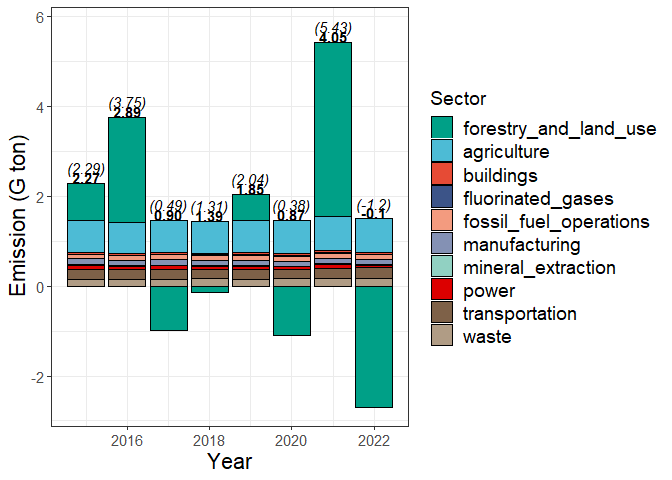 6
4
2
0
-2
Emission (G ton)
(2.29)
2.27
(3.75)
2.89
(0.49)
0.90
(1.31)
1.39
(2.04)
1.85
(0.38)
0.87
(5.43)
4.05
(-1.2)
-0.1
2016
2018
2020
2022
Year
Sector
forestry_and_land_use
agriculture
buildings
fluorinated_gases
fossil_fuel_operations
manufacturing
mineral_extraction
power
transportation
waste